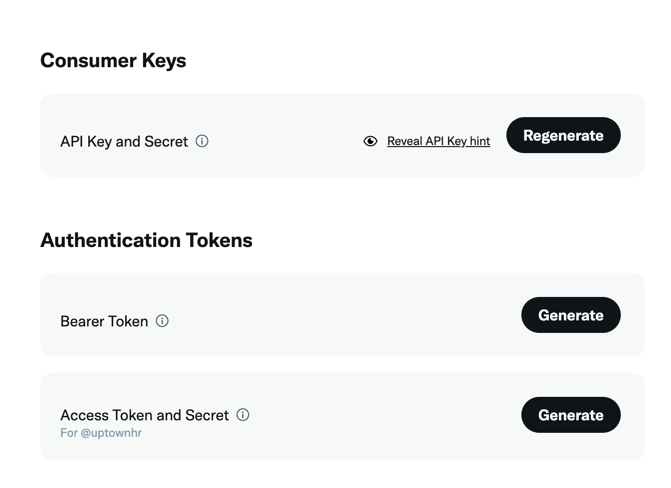 Consumer Keys
API Key and Secret
Reveal API Key hint
Regenerate
Authentication Tokens
Bearer Token
Generate
Access Token and Secret
For @uptownhr
Generate